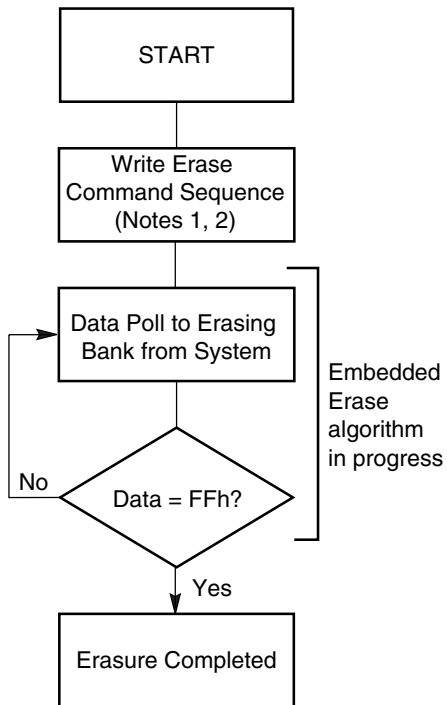 START
Write Erase
Command Sequence
(Notes 1, 2)
Data Poll to Erasing
Bank from System
Embedded
Erase
algorithm
in progress
No
Data = FFh?
Yes
Erasure Completed